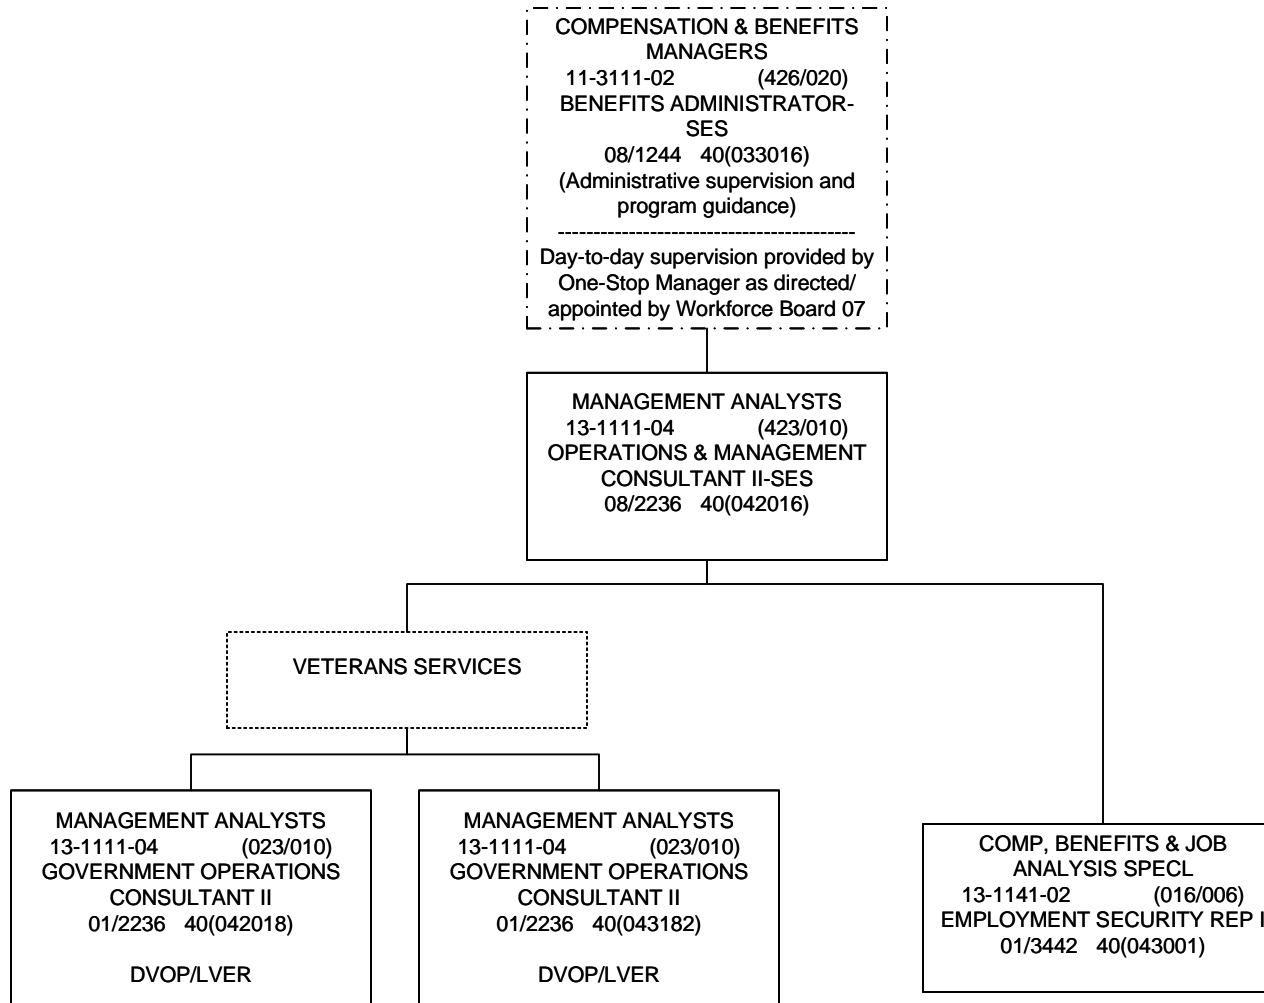 COMPENSATION & BENEFITS
MANAGERS
11-3111-02 (426/020)
BENEFITS ADMINISTRATOR-
SES
08/1244 40(033016)
(Administrative supervision and
program guidance)
------------------------------------------
Day-to-day supervision provided by
One-Stop Manager as directed/
appointed by Workforce Board 07
MANAGEMENT ANALYSTS
13-1111-04 (423/010)
OPERATIONS & MANAGEMENT
CONSULTANT II-SES
08/2236 40(042016)
VETERANS SERVICES
MANAGEMENT ANALYSTS
13-1111-04 (023/010)
GOVERNMENT OPERATIONS
CONSULTANT II
01/2236 40(042018)
DVOP/LVER
MANAGEMENT ANALYSTS
13-1111-04 (023/010)
GOVERNMENT OPERATIONS
CONSULTANT II
01/2236 40(043182)
DVOP/LVER
COMP, BENEFITS & JOB
ANALYSIS SPECL
13-1141-02 (016/006)
EMPLOYMENT SECURITY REP I
01/3442 40(043001)